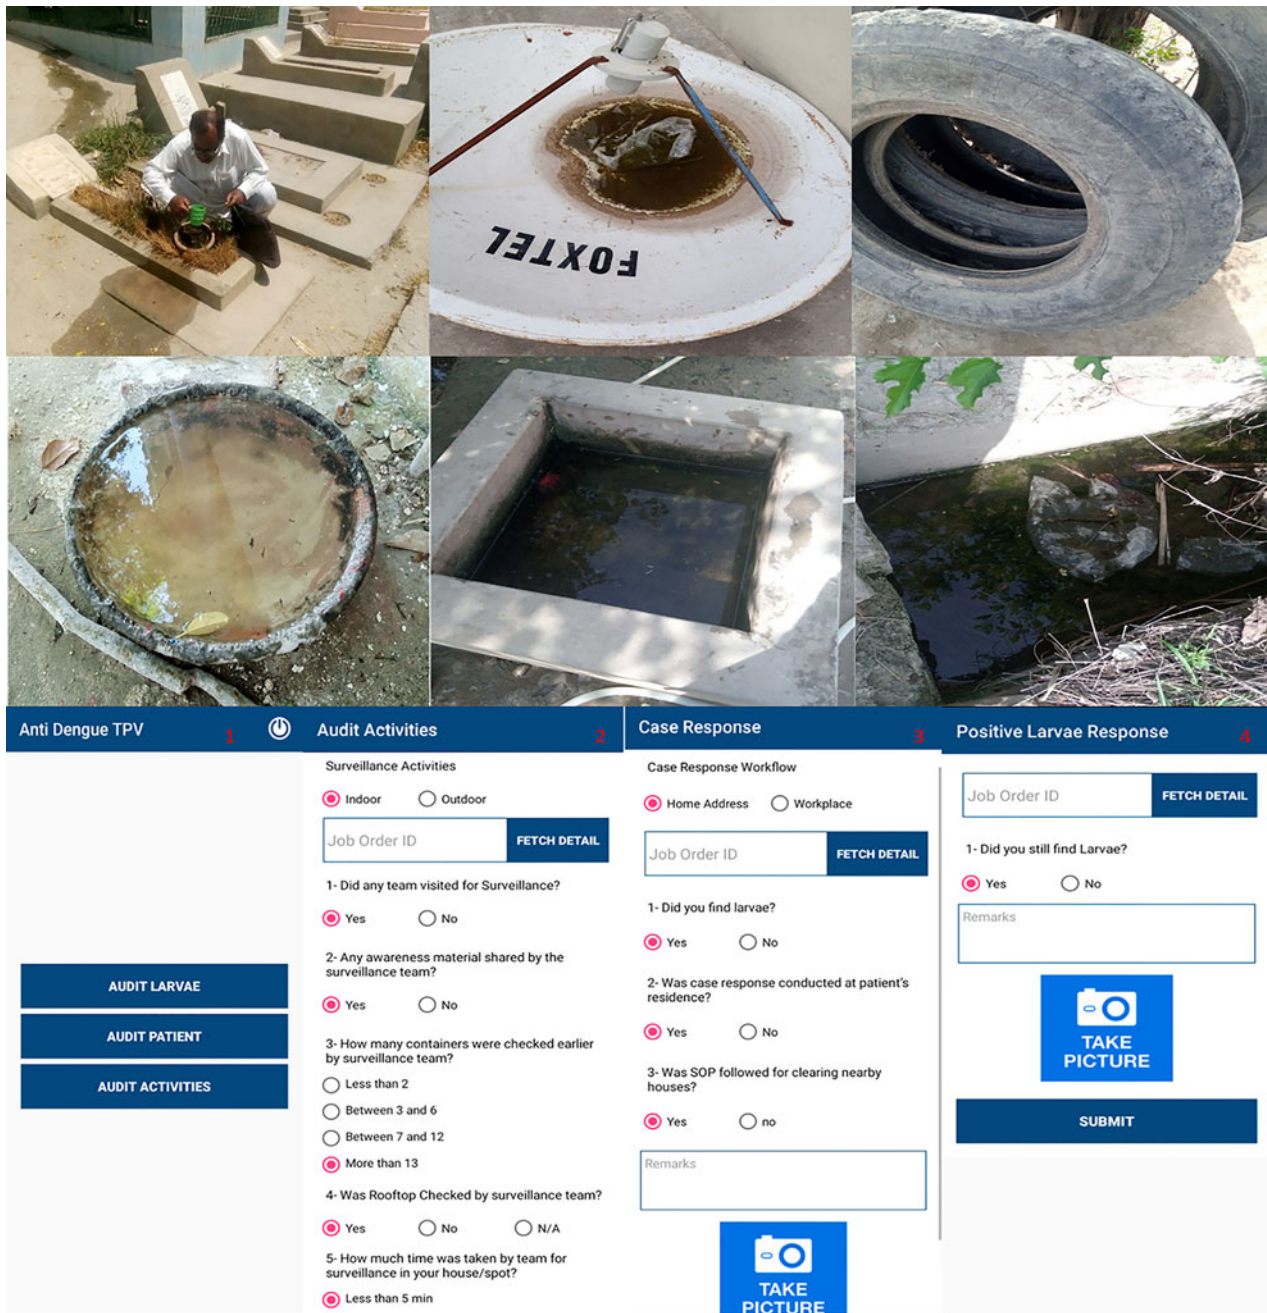 FOXTEL
Anti Dengue TPV
1
AUDIT LARVAE
AUDIT PATIENT
AUDIT ACTIVITIES
Audit Activities
2
Surveillance Activities
Indoor Outdoor
Job Order ID FETCH DETAIL
1- Did any team visited for Surveillance?
Yes No
2- Any awareness material shared by the
surveillance team?
Yes No
3- How many containers were checked earlier
by surveillance team?
Less than 2
Between 3 and 6
Between 7 and 12
More than 13
4- Was Rooftop Checked by surveillance team?
Yes No N/A
5- How much time was taken by team for
surveillance in your house/spot?
Less than 5 min
Case Response
3
Case Response Workflow
Home Address Workplace
Job Order ID FETCH DETAIL
1- Did you find larvae?
Yes No
2- Was case response conducted at patient's
residence?
Yes No
3- Was SOP followed for clearing nearby
houses?
Yes no
Remarks
TAKE
PICTURE
Positive Larvae Response
4
Job Order ID FETCH DETAIL
1- Did you still find Larvae?
Yes No
Remarks
TAKE
PICTURE
SUBMIT